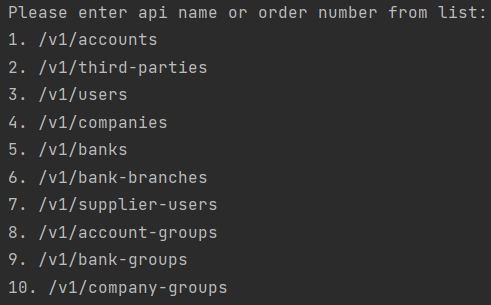 Please enter api name or order number from list:
1. /v1/accounts
2. /v1/third-parties
3. /v1/users
4. /v1/companies
5. /v1/banks
6. /v1/bank-branches
7. /v1/supplier-users
8. /v1/account-groups
9. /v1/bank-groups
10. /v1/company-groups